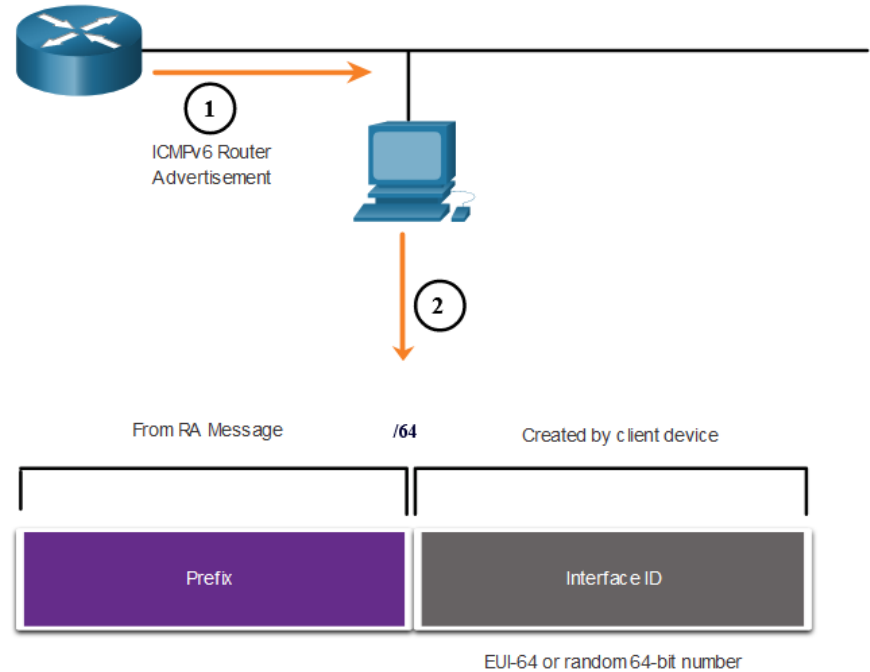 1
ICMPv6 Router
Advertisement
2
From RA Message
/64
Created by client device
Prefix
Interface ID
EUI-64 or random 64-bit number